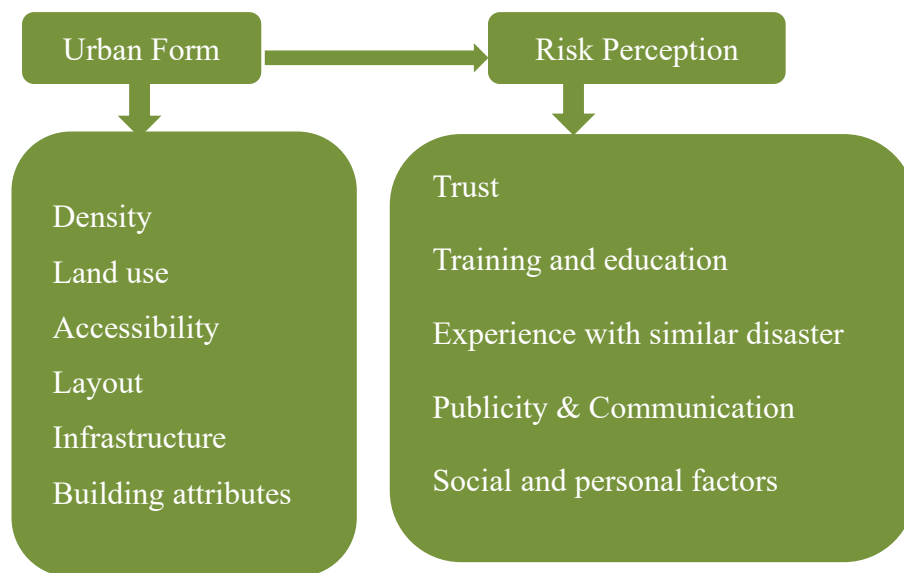 Urban Form
Risk Perception
Density
Land use
Accessibility
Layout
Infrastructure
Building attributes
Trust
Training and education
Experience with similar disaster
Publicity & Communication
Social and personal factors